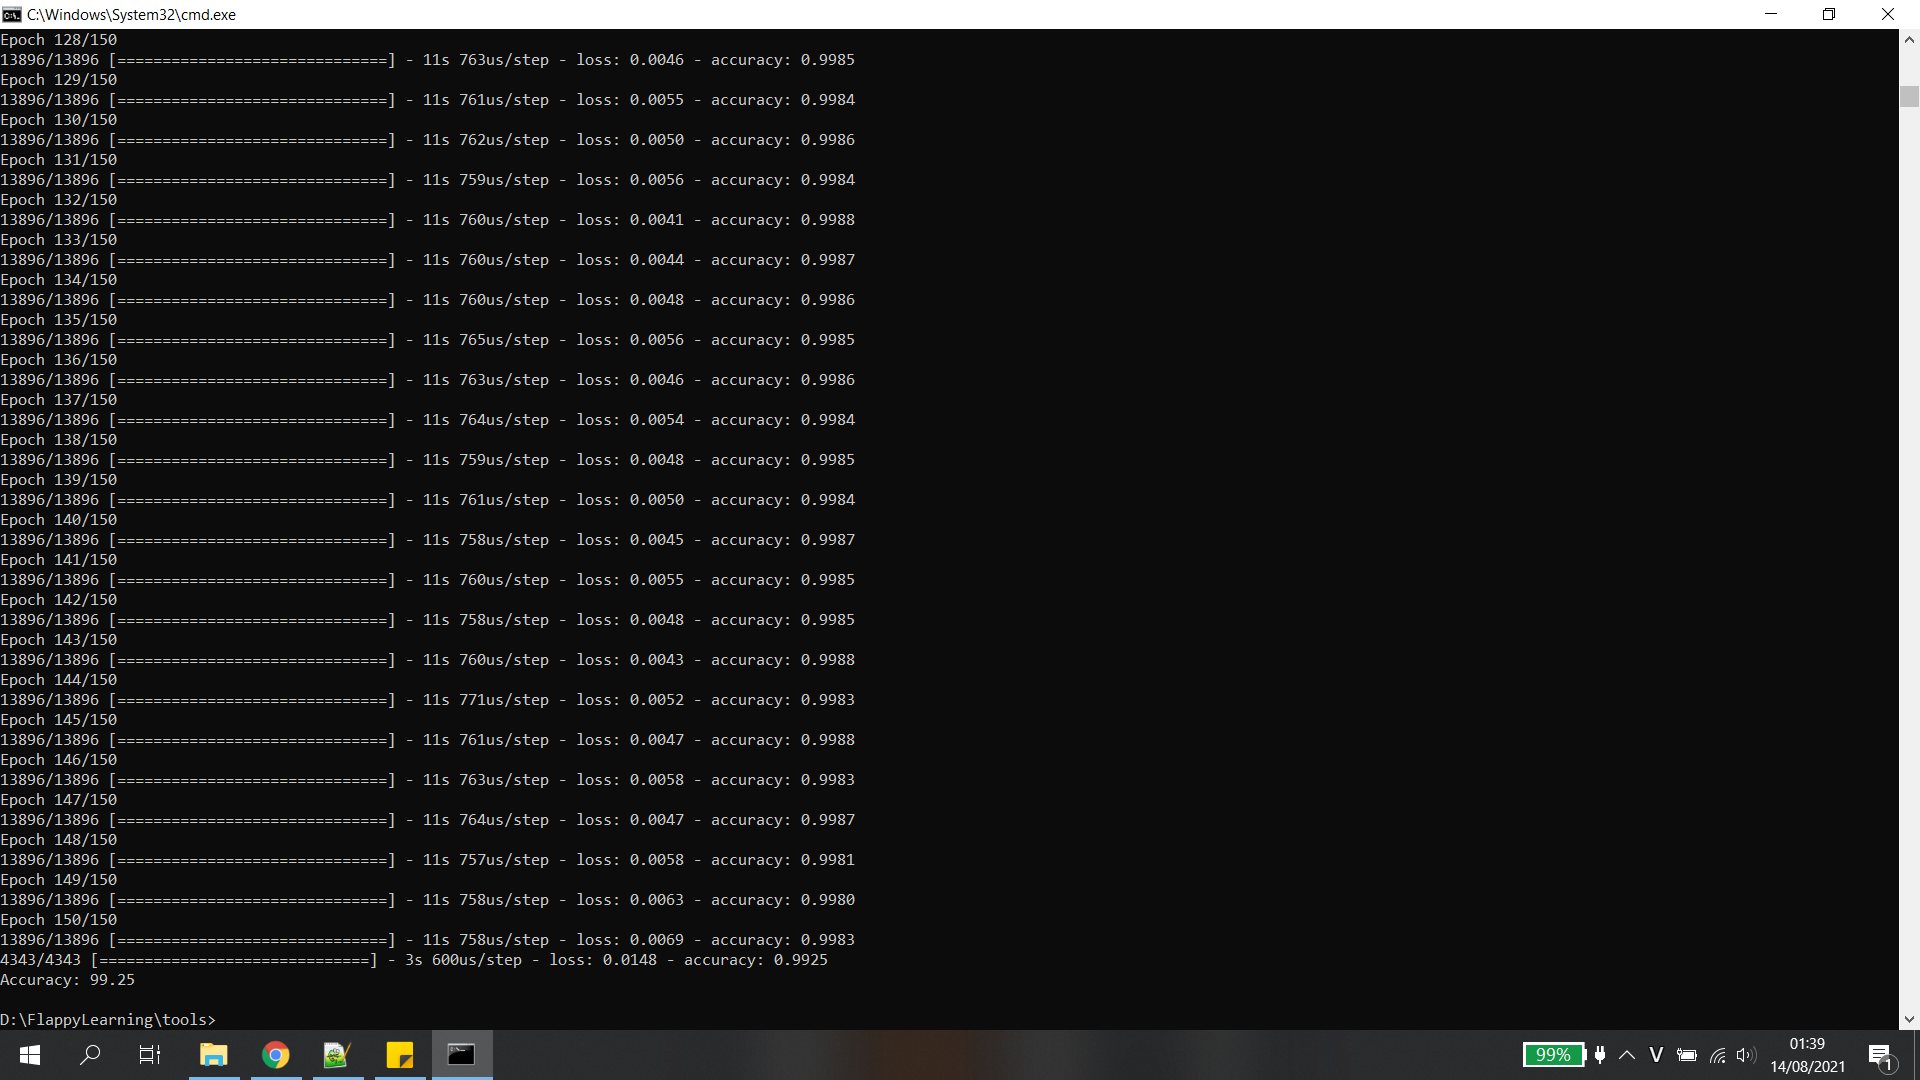 C:\Windows\System32\cmd.exe
Epoch 128/150
13896/13896 [==============================] - 11s 763us/step - loss: 0.0046 - accuracy: 0.9985
Epoch 129/150
13896/13896 [==============================] - 11s 761us/step - loss: 0.0055 - accuracy: 0.9984
Epoch 130/150
13896/13896 [==============================] - 11s 762us/step - loss: 0.0050 - accuracy: 0.9986
Epoch 131/150
13896/13896 [==============================] - 11s 759us/step - loss: 0.0056 - accuracy: 0.9984
Epoch 132/150
13896/13896 [==============================] - 11s 760us/step - loss: 0.0041 - accuracy: 0.9988
Epoch 133/150
13896/13896 [==============================] - 11s 760us/step - loss: 0.0044 - accuracy: 0.9987
Epoch 134/150
13896/13896 [==============================] - 11s 760us/step - loss: 0.0048 - accuracy: 0.9986
Epoch 135/150
13896/13896 [==============================] - 11s 765us/step - loss: 0.0056 - accuracy: 0.9985
Epoch 136/150
13896/13896 [==============================] - 11s 763us/step - loss: 0.0046 - accuracy: 0.9986
Epoch 137/150
13896/13896 [==============================] - 11s 764us/step - loss: 0.0054 - accuracy: 0.9984
Epoch 138/150
13896/13896 [==============================] - 11s 759us/step - loss: 0.0048 - accuracy: 0.9985
Epoch 139/150
13896/13896 [==============================] - 11s 761us/step - loss: 0.0050 - accuracy: 0.9984
Epoch 140/150
13896/13896 [==============================] - 11s 758us/step - loss: 0.0045 - accuracy: 0.9987
Epoch 141/150
13896/13896 [==============================] - 11s 760us/step - loss: 0.0055 - accuracy: 0.9985
Epoch 142/150
13896/13896 [==============================] - 11s 758us/step - loss: 0.0048 - accuracy: 0.9985
Epoch 143/150
13896/13896 [==============================] - 11s 760us/step - loss: 0.0043 - accuracy: 0.9988
Epoch 144/150
13896/13896 [==============================] - 11s 771us/step - loss: 0.0052 - accuracy: 0.9983
Epoch 145/150
13896/13896 [==============================] - 11s 761us/step - loss: 0.0047 - accuracy: 0.9988
Epoch 146/150
13896/13896 [==============================] - 11s 763us/step - loss: 0.0058 - accuracy: 0.9983
Epoch 147/150
13896/13896 [==============================] - 11s 764us/step - loss: 0.0047 - accuracy: 0.9987
Epoch 148/150
13896/13896 [==============================] - 11s 757us/step - loss: 0.0058 - accuracy: 0.9981
Epoch 149/150
13896/13896 [==============================] - 11s 758us/step - loss: 0.0063 - accuracy: 0.9980
Epoch 150/150
13896/13896 [==============================] - 11s 758us/step - loss: 0.0069 - accuracy: 0.9983
4343/4343 [==============================] - 3s 600us/step - loss: 0.0148 - accuracy: 0.9925
Accuracy: 99.25
D:\FlappyLearning\tools>
99%
V
01:39
14/08/2021
1